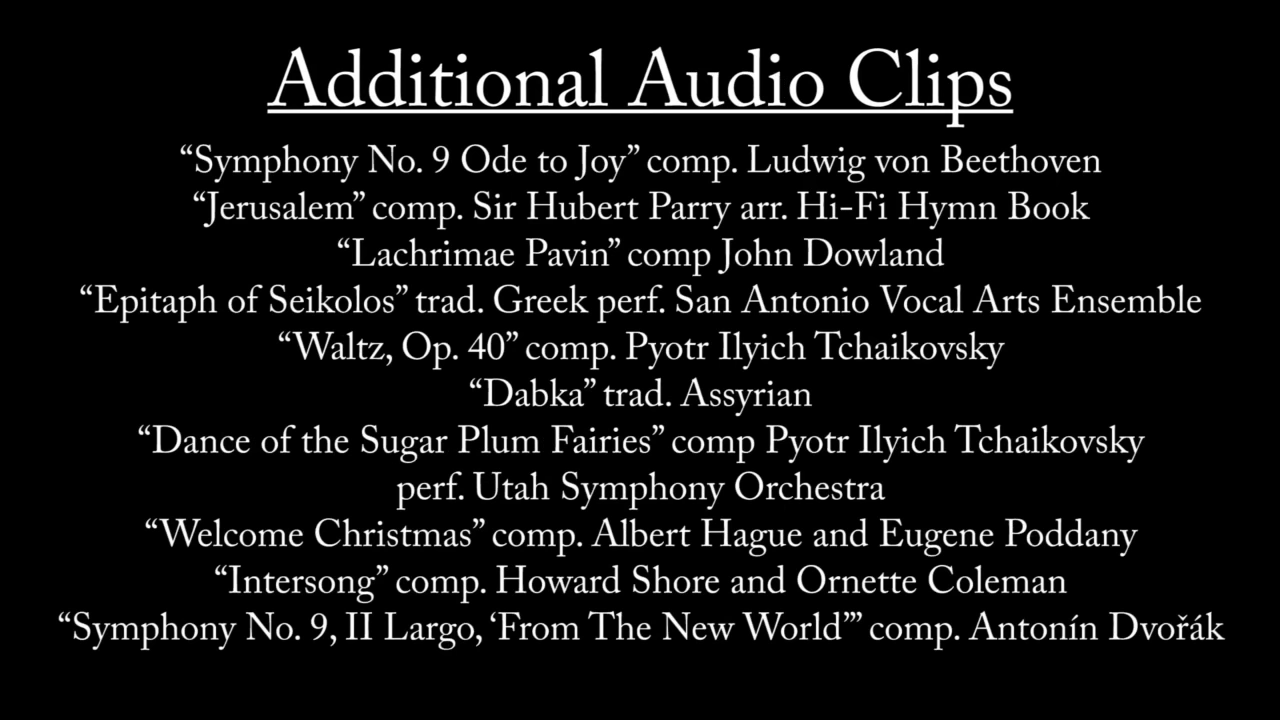 Additional Audio Clips
“Symphony No. 9 Ode to Joy” comp. Ludwig von Beethoven
“Jerusalem” comp. Sir Hubert Parry arr. Hi-Fi Hymn Book
“Lachrimae Pavin” comp John Dowland
“Epitaph of Seikolos” trad. Greek perf. San Antonio Vocal Arts Ensemble
“Waltz, Op. 40” comp. Pyotr Ilyich Tchaikovsky
“Dabka” trad. Assyrian
“Dance of the Sugar Plum Fairies” comp Pyotr Ilyich Tchaikovsky
perf. Utah Symphony Orchestra
“Welcome Christmas” comp. Albert Hague and Eugene Poddany
“Intersong” comp. Howard Shore and Ornette Coleman
“Symphony No. 9, II Largo, ‘From The New World’” comp. Antonín Dvořák